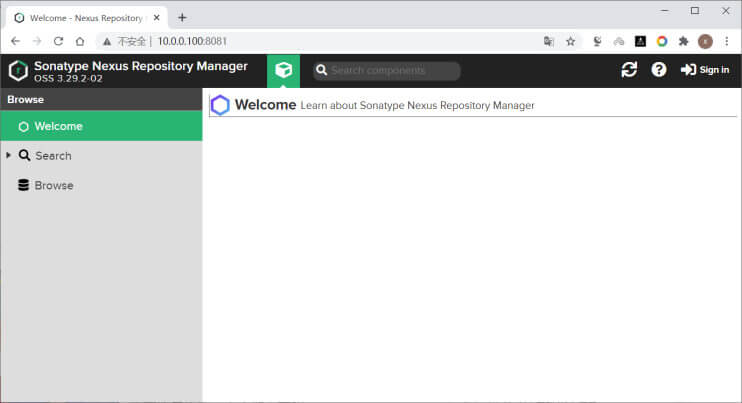 Welcome - Nexus Repository
不安全 | 10.0.0.100:8081
Sonatype Nexus Repository Manager
OSS 3.29.2-02
Search components
Sign in
Browse
Welcome
Search
Browse
Welcome Learn about Sonatype Nexus Repository Manager